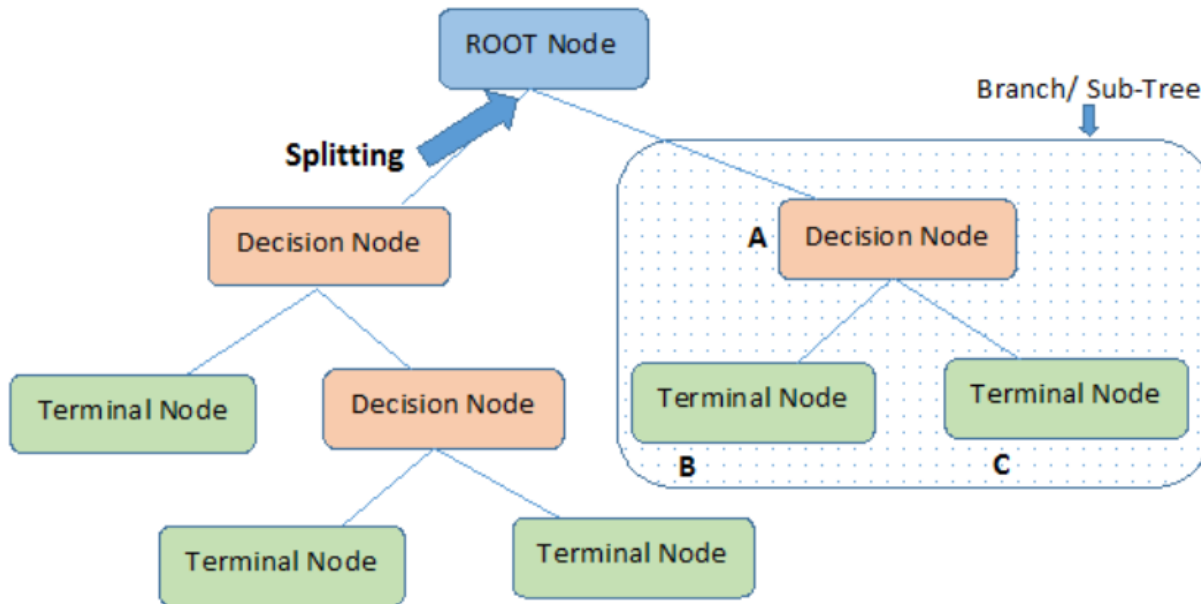 ROOT Node
Branch/ Sub-Tree
Splitting
Decision Node
A
Decision Node
Terminal Node
Decision Node
Terminal Node
Terminal Node
B
C
Terminal Node
Terminal Node